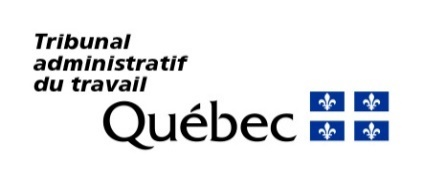 Tribunal
administratif
du travail
Québec